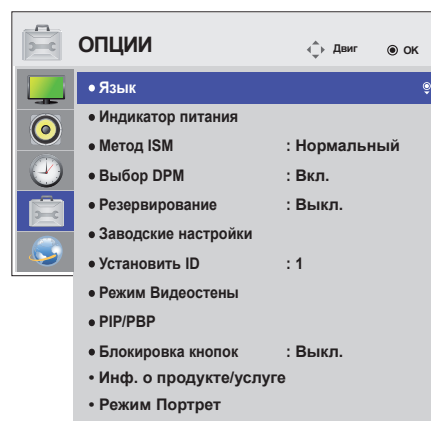 ОПЦИИ Двиг ОК
• Язык
• Индикатор питания
• Метод ISM : Нормальный
• Выбор DPM : Вкл.
• Резервирование : Выкл.
• Заводские настройки
• Установить ID : 1
• Режим Видеостены
• PIP/PBP
• Блокировка кнопок : Выкл.
• Инф. о продукте/услуге
• Режим Портрет